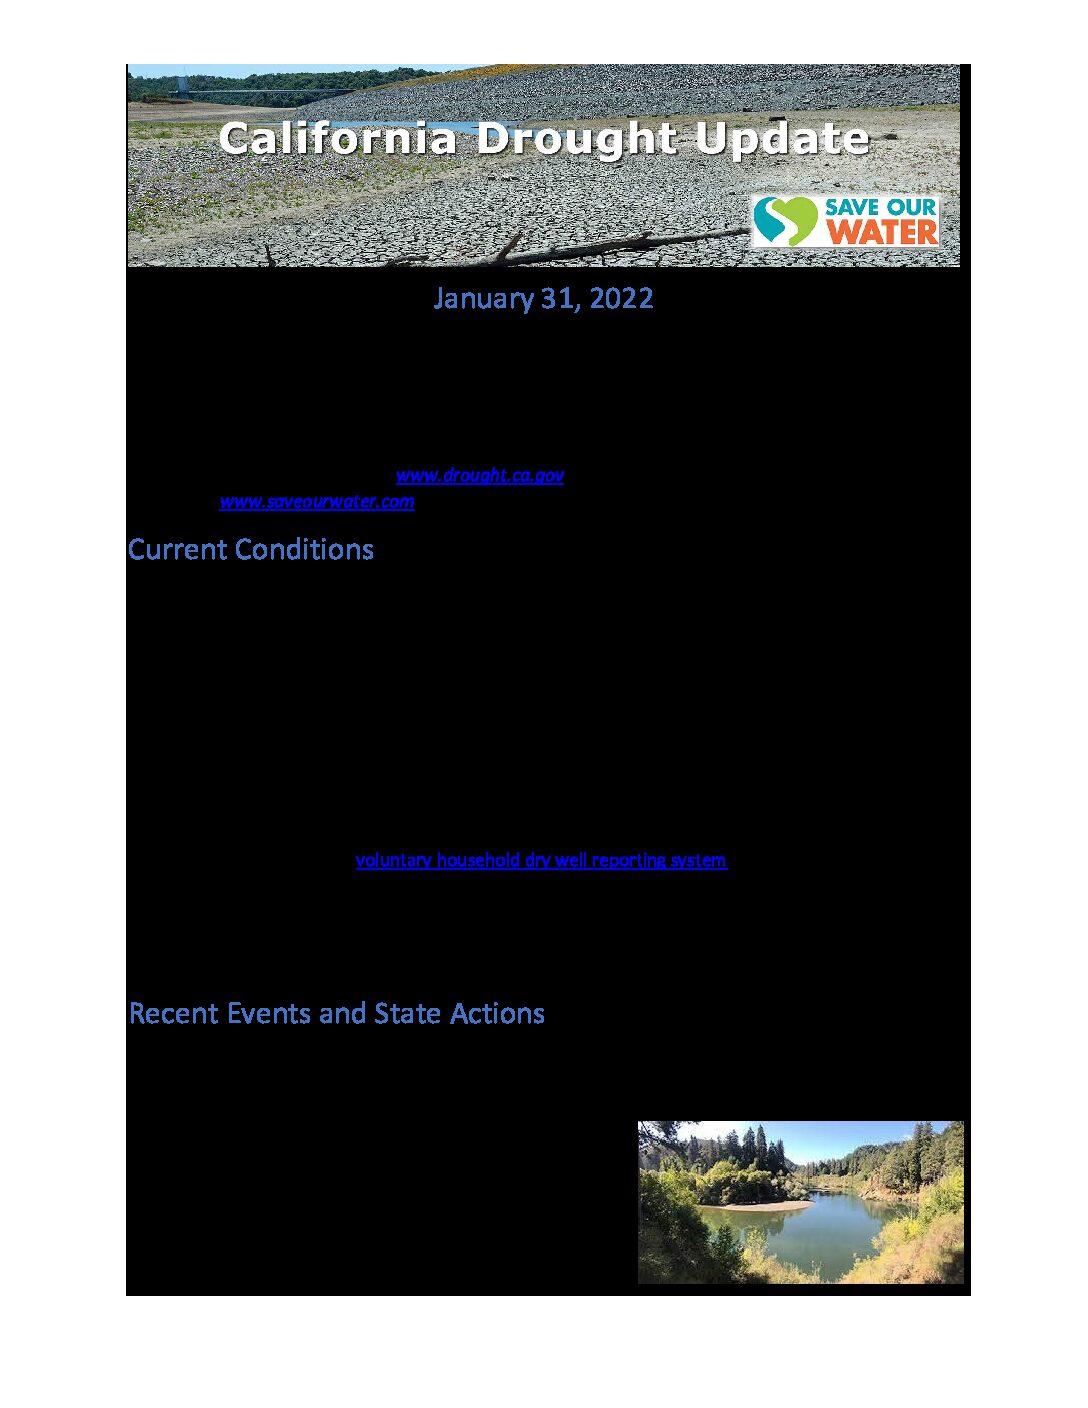 California Drought Update
SAVE OUR
WATER
January 31, 2022
www.drought.ca.gov
www.saveourwater.com
Current Conditions
voluntary household dry well reporting system
Recent Events and State Actions